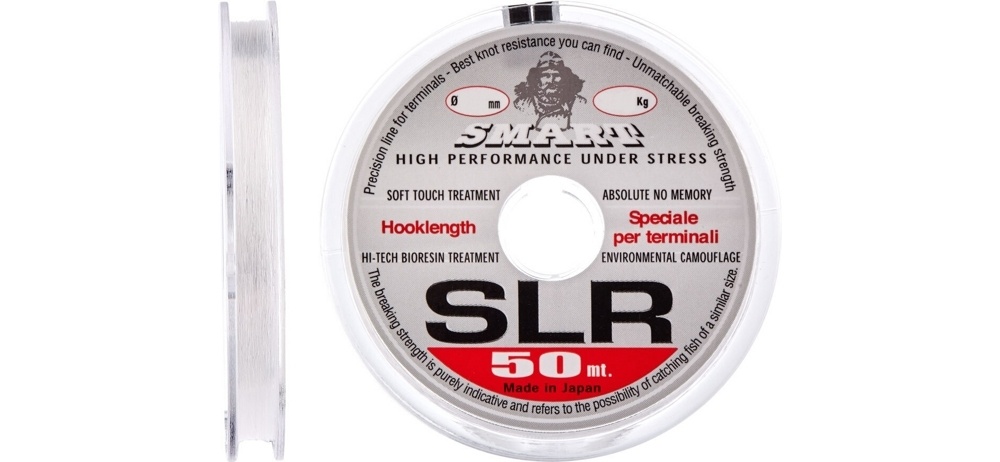 Precision line for terminals - Best knot resistance you can find - Unmatchable breaking strength
Ø mm
Kg
SMART
HIGH PERFORMANCE UNDER STRESS
SOFT TOUCH TREATMENT
ABSOLUTE NO MEMORY
Hooklength
Speciale
per terminali
HI-TECH BIORESIN TREATMENT
ENVIRONMENTAL CAMOUFLAGE
SLR
50 mt.
Made in Japan
The breaking strength is purely indicative and refers to the possibility of catching fish of a similar size.